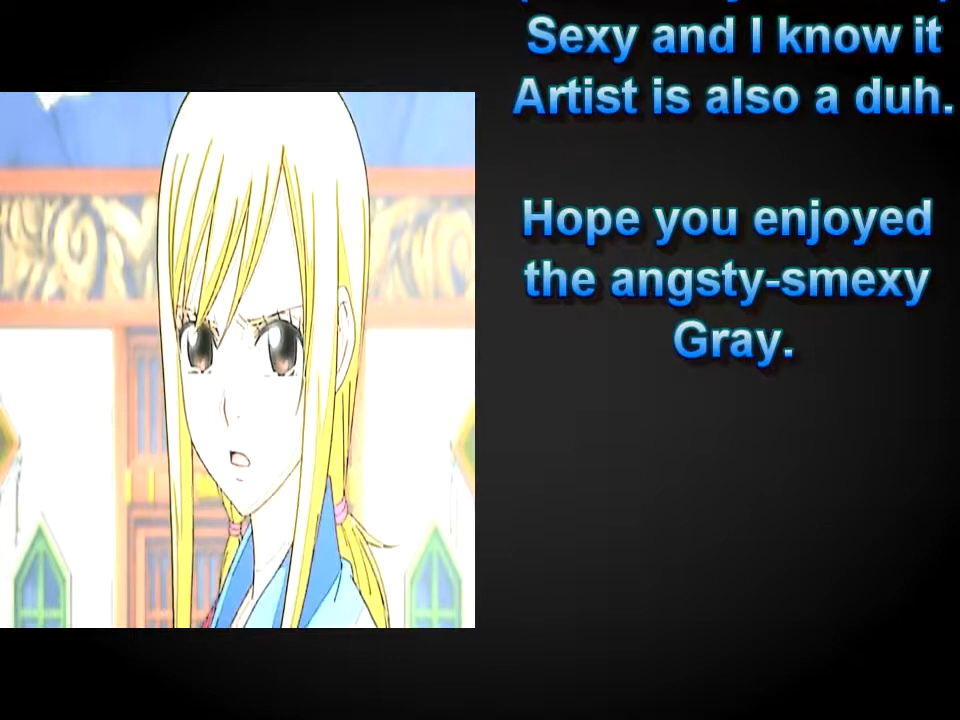 Sexy and I know it
Artist is also a duh.
Hope you enjoyed
the angsty-smexy
Gray.